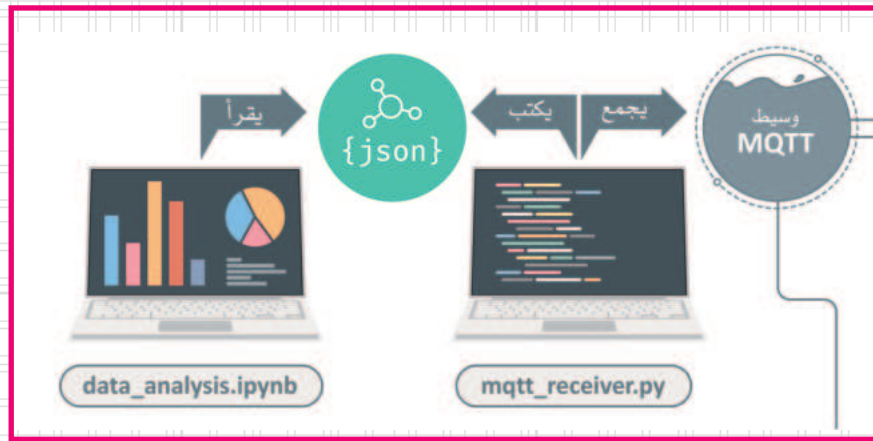 يقرأ
يكتب
يجمع
وسيط
MQTT
{json}
data_analysis.ipynb
mqtt_receiver.py